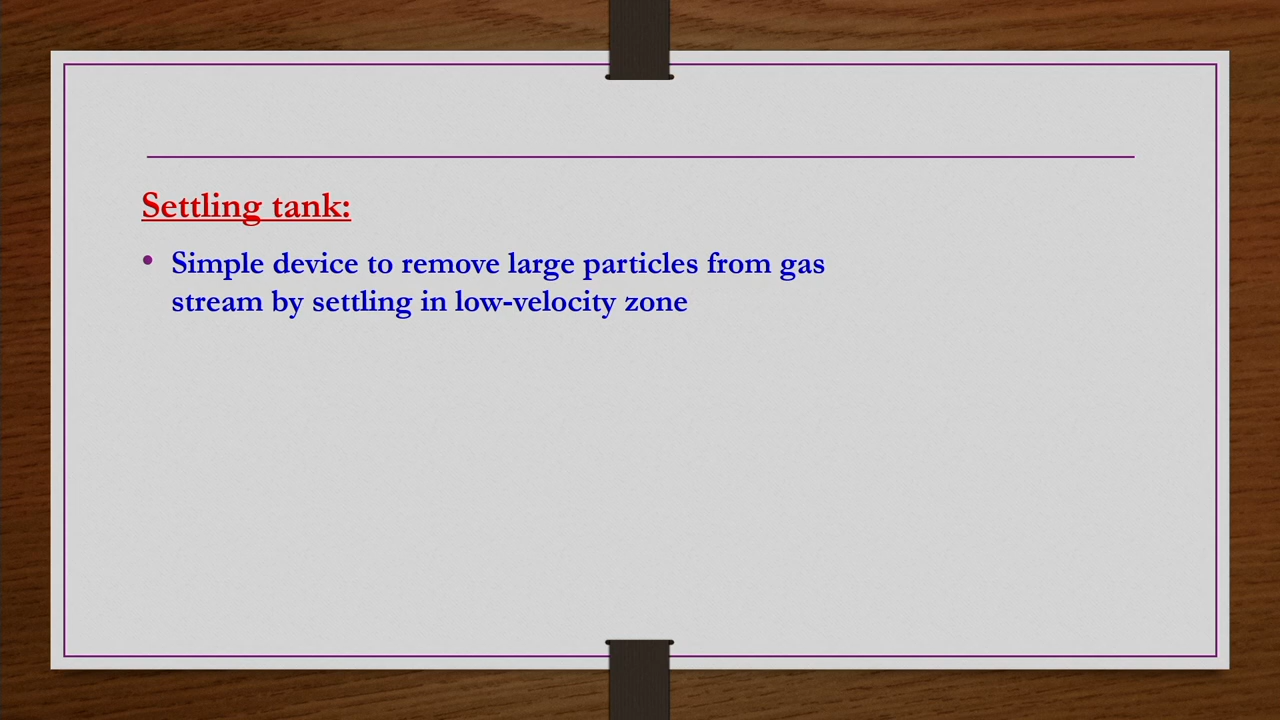 Settling tank:
• Simple device to remove large particles from gas
stream by settling in low-velocity zone